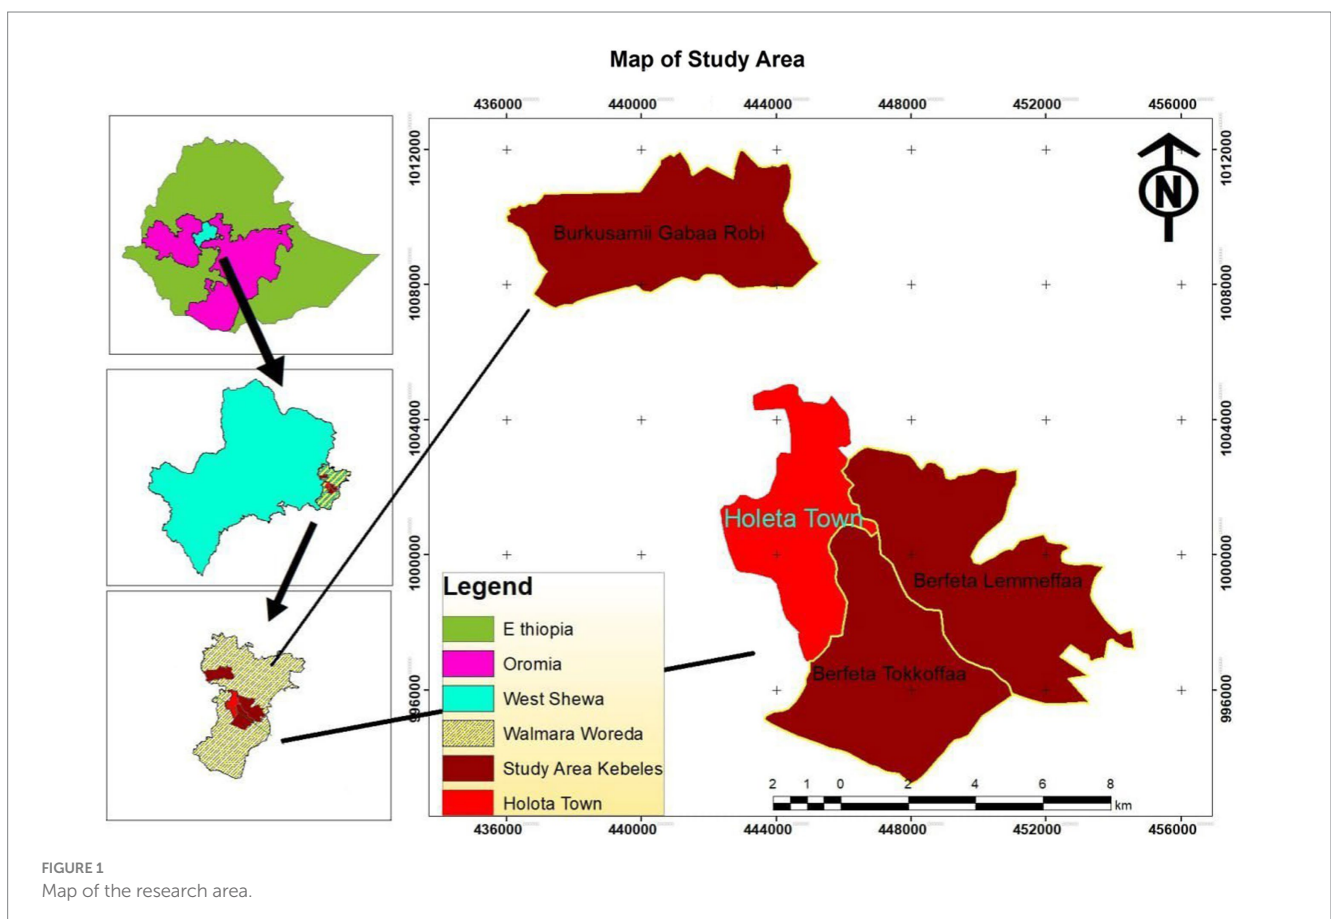 Map of Study Area
436000 440000 444000 448000 452000 456000
1012000 1012000
N
Burkusamii Gabaa Robi
1008000 1008000
1004000 1004000
Holeta Town
1000000 1000000
Berfeta Lemmeffaa
Berfeta Tokkoffaa
996000 996000
Legend
E thiopia
Oromia
West Shewa
Walmara Woreda
Study Area Kebeles
Holota Town
2 1 0 2 4 6 8
km
436000 440000 444000 448000 452000 456000
FIGURE 1
Map of the research area.